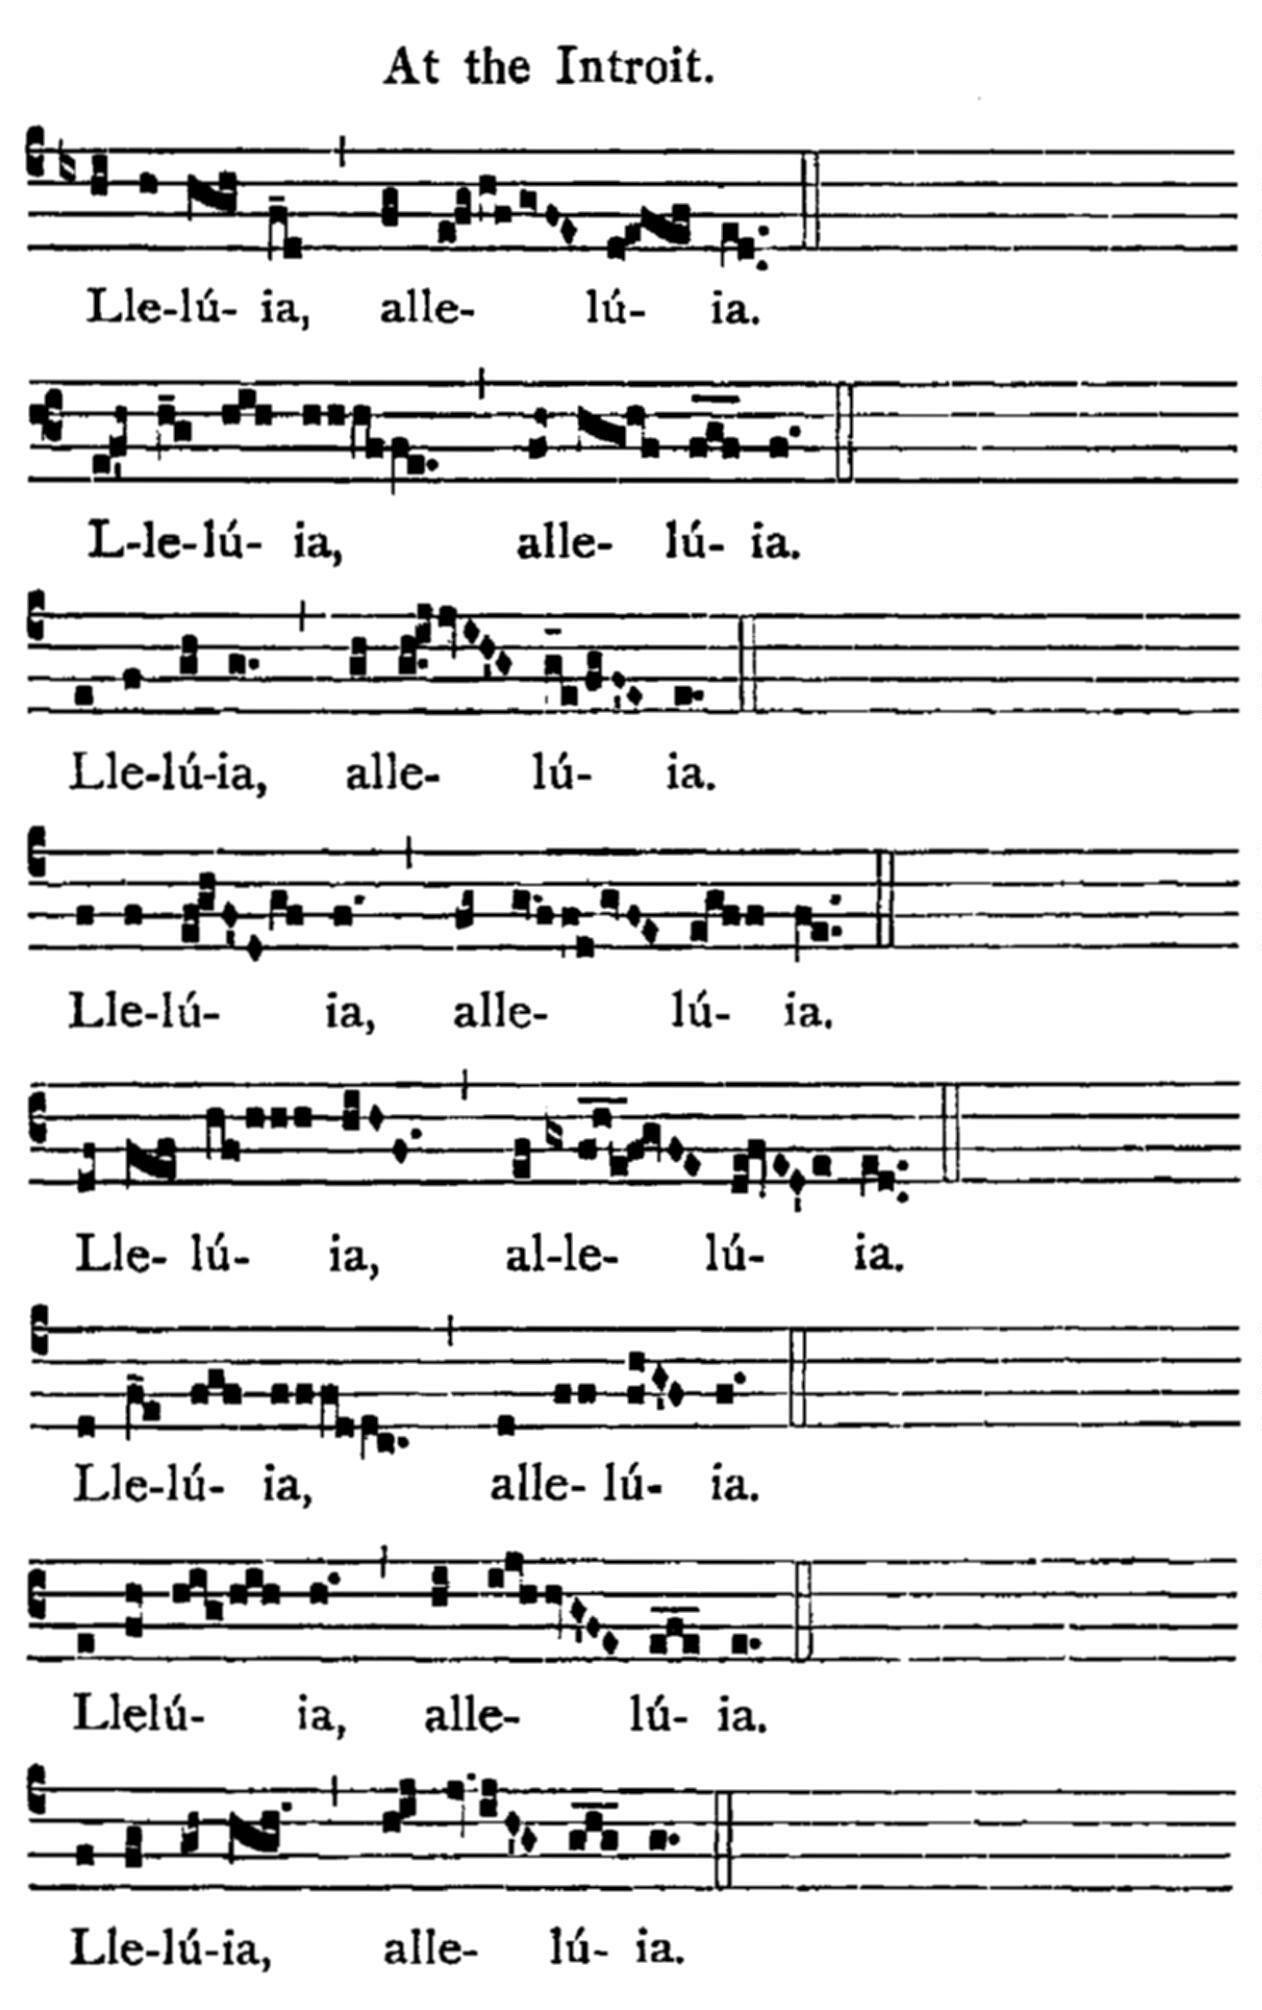 At the Introit.
Lle-lú- ia, alle- lú- ia.
L-le-lú- ia, alle- lú- ia.
Lle-lú-ia, alle- lú- ia.
Lle-lú- ia, alle- lú- ia.
Lle- lú- ia, al-le- lú- ia.
Lle-lú- ia, alle- lú- ia.
Llelú- ia, alle- lú- ia.
Lle-lú-ia, alle- lú- ia.